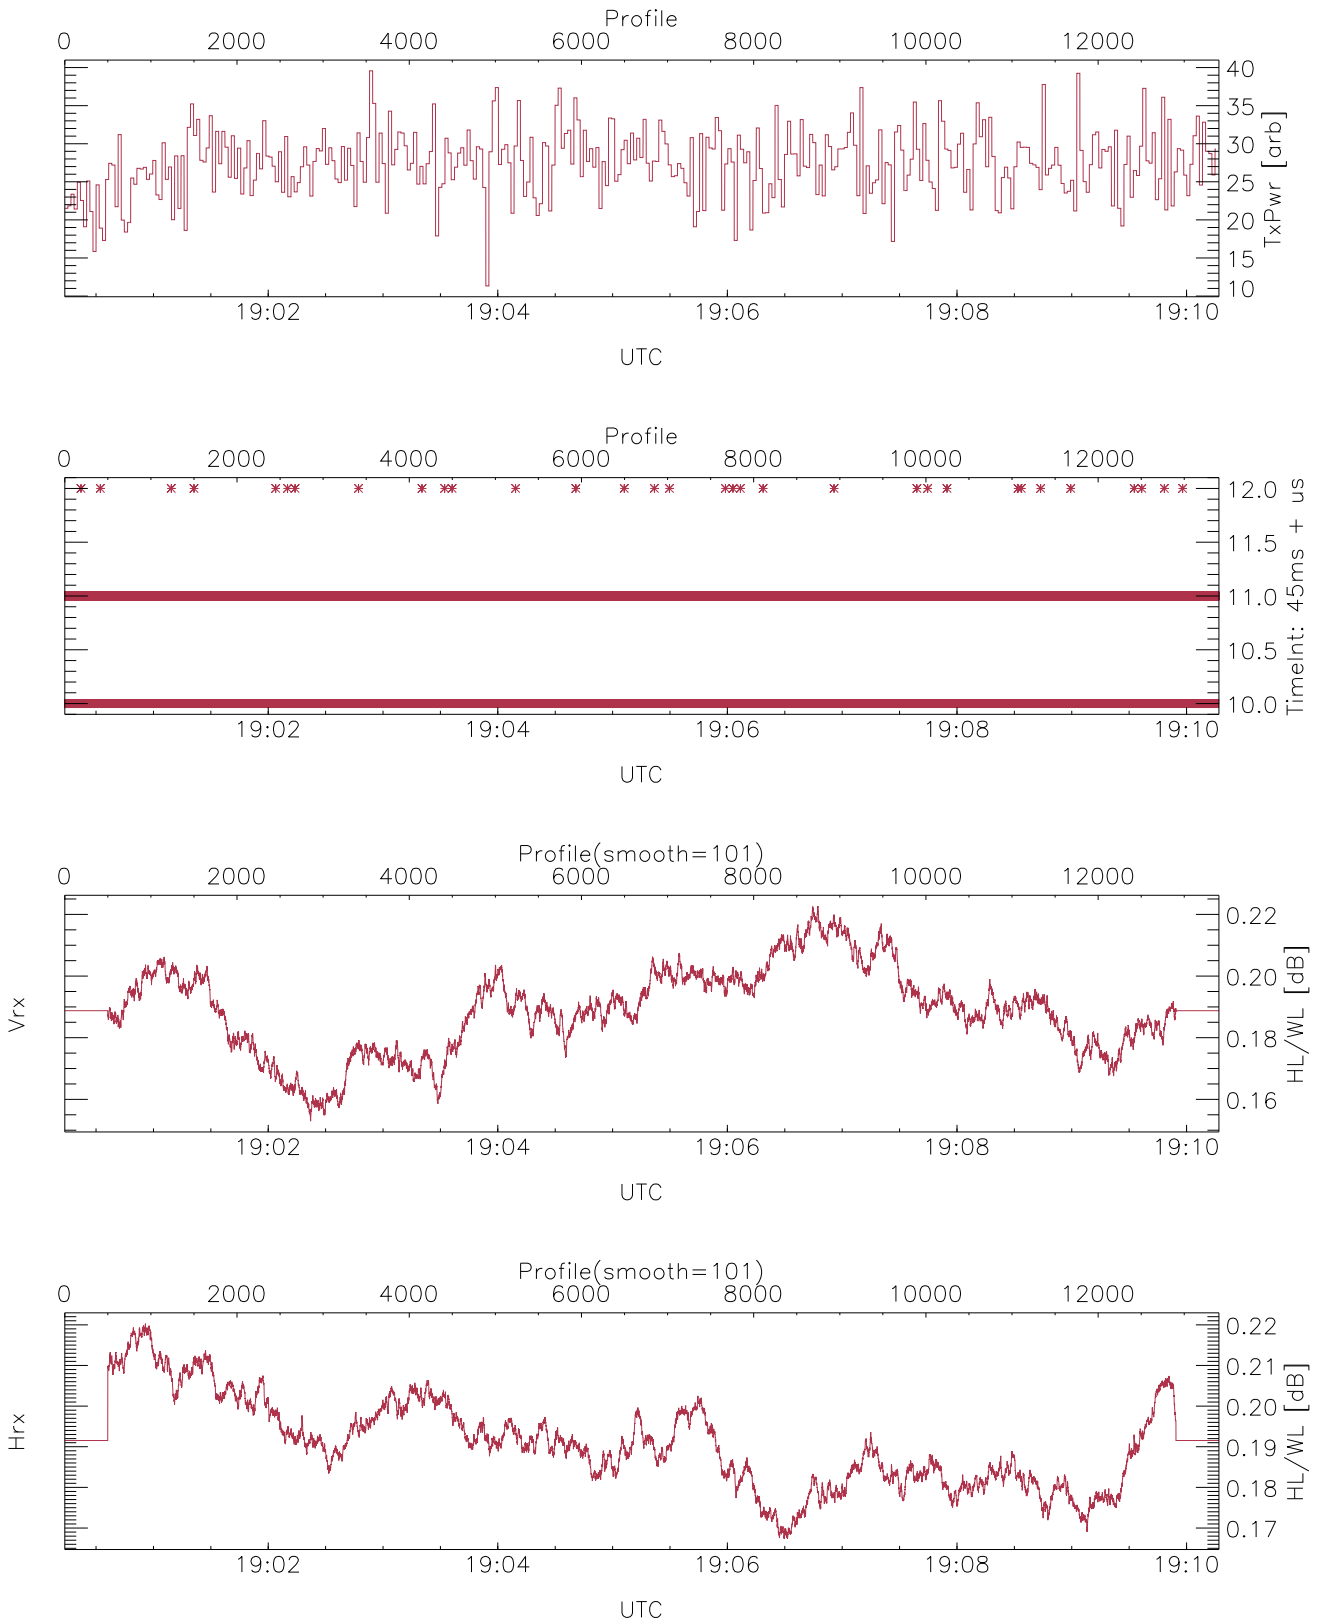 Profile
0 2000 4000 6000 8000 10000 12000
40
35
30
25
20
15
10
TxPwr [arb]
19:02 19:04 19:06 19:08 19:10
UTC
Profile
0 2000 4000 6000 8000 10000 12000
12.0
11.5
11.0
10.5
10.0
TimeInt: 45ms + us
19:02 19:04 19:06 19:08 19:10
UTC
Profile(smooth=101)
0 2000 4000 6000 8000 10000 12000
Vrx
0.22
0.20
0.18
0.16
HL/WL [dB]
19:02 19:04 19:06 19:08 19:10
UTC
Profile(smooth=101)
0 2000 4000 6000 8000 10000 12000
Hrx
0.22
0.21
0.20
0.19
0.18
0.17
HL/WL [dB]
19:02 19:04 19:06 19:08 19:10
UTC